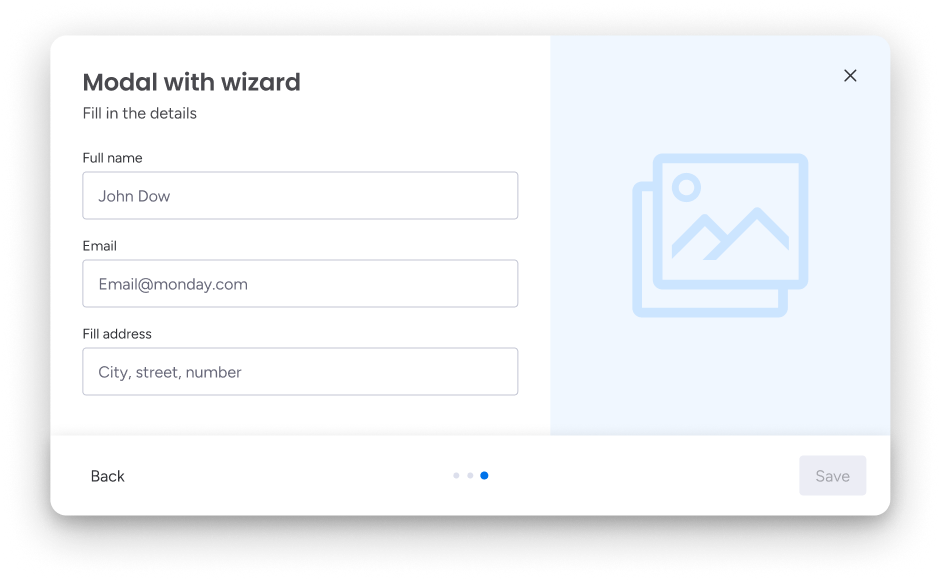 Modal with wizard
Fill in the details
Full name
John Dow
Email
Email@monday.com
Fill address
City, street, number
Back
Save